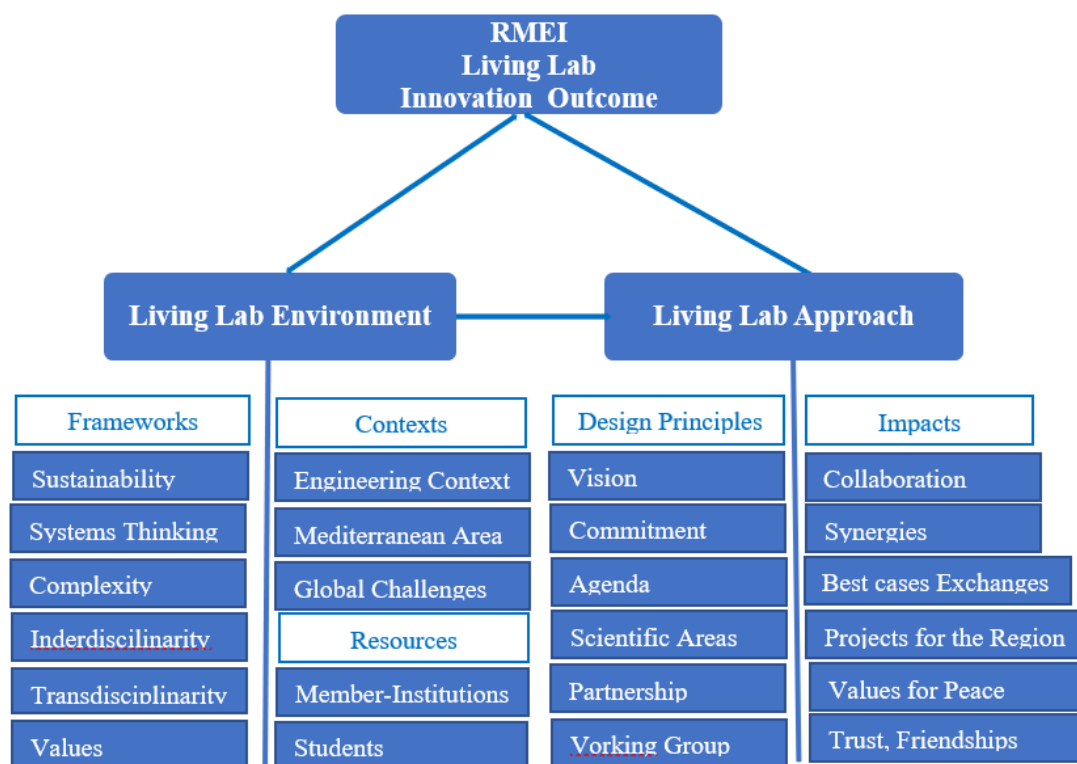 RMEI
Living Lab
Innovation Outcome
Living Lab Environment
Living Lab Approach
Frameworks
Sustainability
Systems Thinking
Complexity
Inderdiscilinarity
Transdisciplinarity
Values
Contexts
Engineering Context
Mediterranean Area
Global Challenges
Resources
Member-Institutions
Students
Design Principles
Vision
Commitment
Agenda
Scientific Areas
Partnership
Vorking Group
Impacts
Collaboration
Synergies
Best cases Exchanges
Projects for the Region
Values for Peace
Trust, Friendships